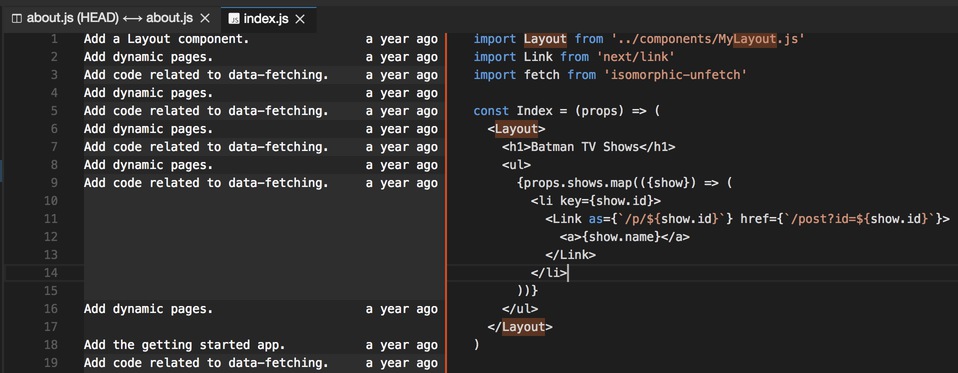 about.js (HEAD) ⟷ about.js × JS index.js ×
1 Add a Layout component. a year ago import Layout from '../components/MyLayout.js'
2 Add dynamic pages. a year ago import Link from 'next/link'
3 Add code related to data-fetching. a year ago import fetch from 'isomorphic-unfetch'
4 Add dynamic pages. a year ago
5 Add code related to data-fetching. a year ago const Index = (props) => (
6 Add dynamic pages. a year ago <Layout>
7 Add code related to data-fetching. a year ago <h1>Batman TV Shows</h1>
8 Add dynamic pages. a year ago <ul>
9 Add code related to data-fetching. a year ago {props.shows.map(({show}) => (
10 <li key={show.id}>
11 <Link as={`/p/${show.id}`} href={`/post?id=${show.id}`}>
12 <a>{show.name}</a>
13 </Link>
14 </li>
15 ))}
16 Add dynamic pages. a year ago </ul>
17 </Layout>
18 Add the getting started app. a year ago )
19 Add code related to data-fetching. a year ago